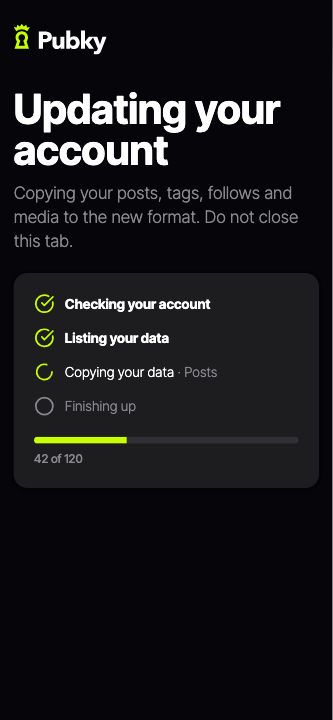 Pubky
Updating your
account
Copying your posts, tags, follows and
media to the new format. Do not close
this tab.
Checking your account
Listing your data
Copying your data · Posts
Finishing up
42 of 120